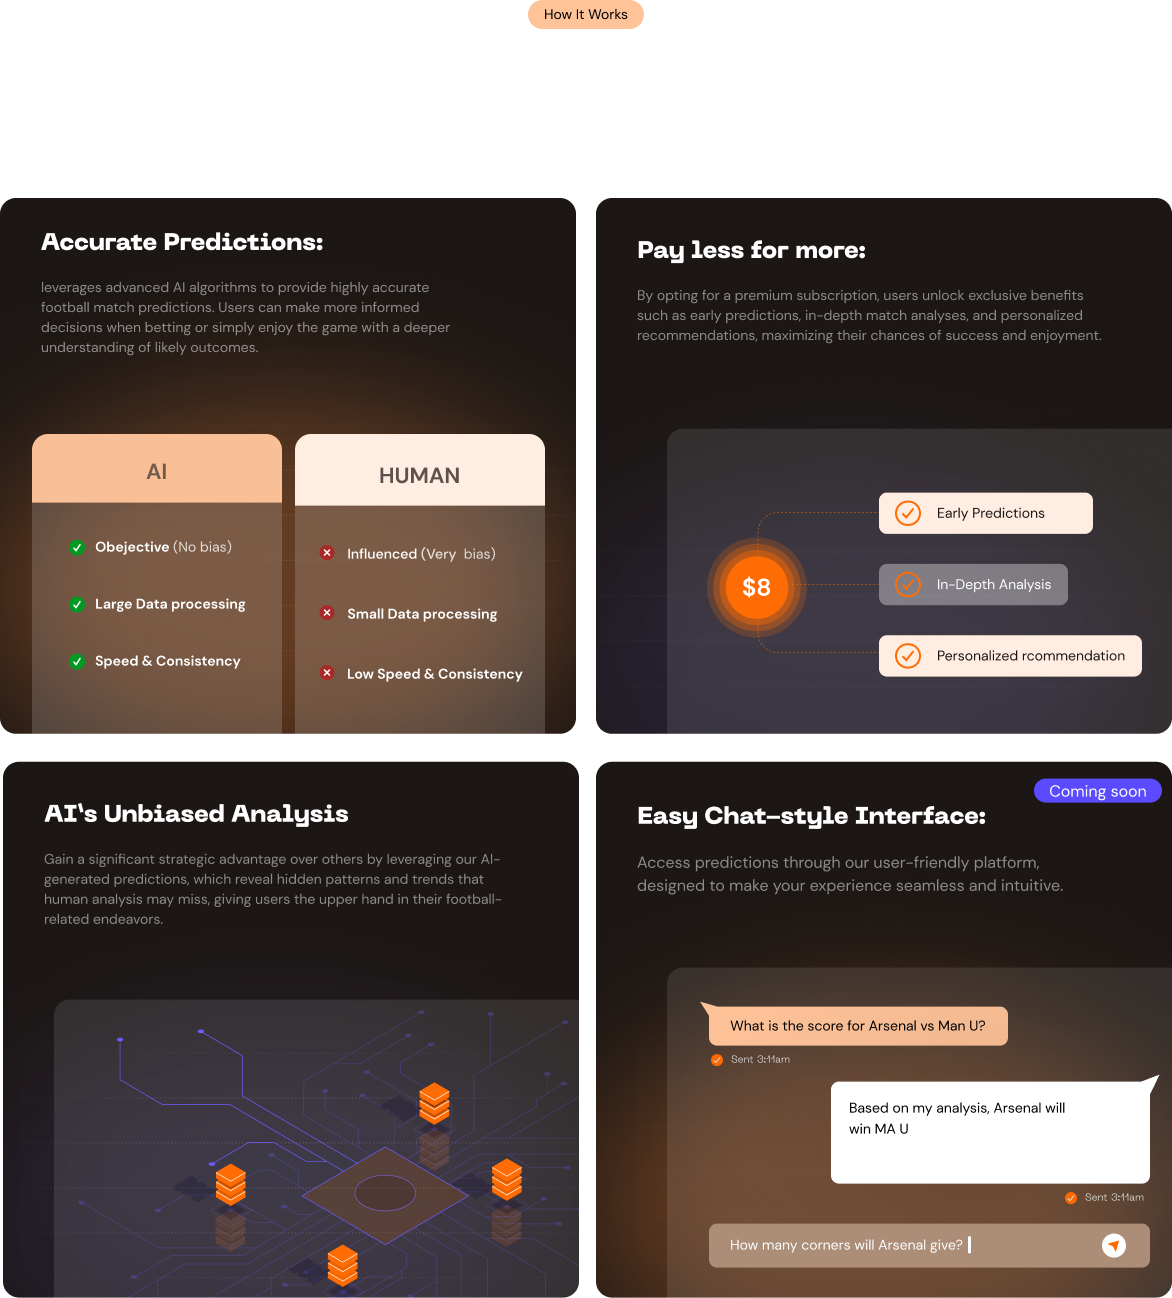 How It Works
Accurate Predictions:
leverages advanced AI algorithms to provide highly accurate
football match predictions. Users can make more informed
decisions when betting or simply enjoy the game with a deeper
understanding of likely outcomes.
AI
Obejective (No bias)
Large Data processing
Speed & Consistency
HUMAN
Influenced (Very bias)
Small Data processing
Low Speed & Consistency
Pay less for more:
By opting for a premium subscription, users unlock exclusive benefits
such as early predictions, in-depth match analyses, and personalized
recommendations, maximizing their chances of success and enjoyment.
$8
Early Predictions
In-Depth Analysis
Personalized rcommendation
AI's Unbiased Analysis
Gain a significant strategic advantage over others by leveraging our AI-
generated predictions, which reveal hidden patterns and trends that
human analysis may miss, giving users the upper hand in their football-
related endeavors.
Coming soon
Easy Chat-style Interface:
Access predictions through our user-friendly platform,
designed to make your experience seamless and intuitive.
What is the score for Arsenal vs Man U?
Sent 3:11am
Based on my analysis, Arsenal will
win MA U
Sent 3:11am
How many corners will Arsenal give?